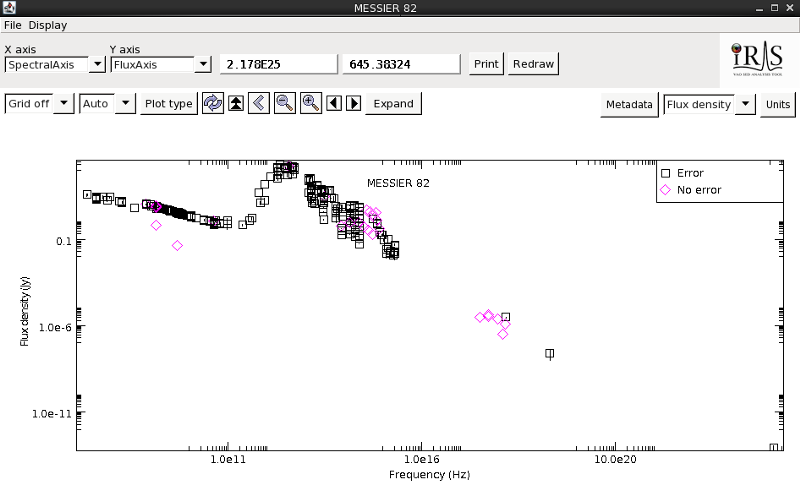 MESSIER 82
File Display
X axis Y axis
SpectralAxis FluxAxis 2.178E25 645.38324 Print Redraw
iRIS
VAO SED ANALYSIS TOOL
Grid off Auto Plot type Expand Metadata Flux density Units
MESSIER 82
Error
No error
0.1
1.0e-6
1.0e-11
Flux density (Jy)
1.0e11 1.0e16 10.0e20
Frequency (Hz)